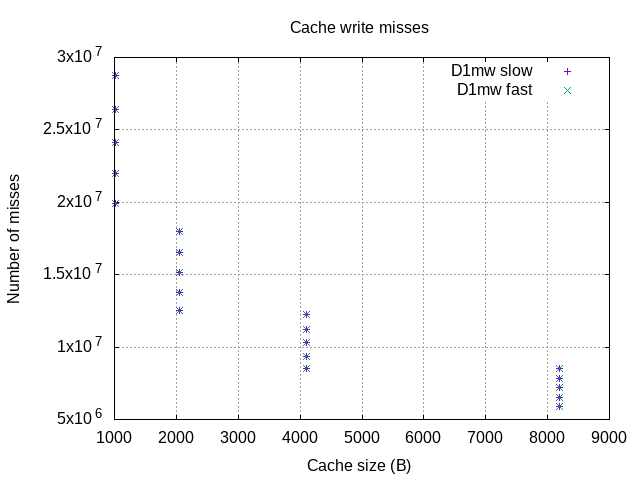 Cache write misses
D1mw slow
D1mw fast
Number of misses
3x10^7
2.5x10^7
2x10^7
1.5x10^7
1x10^7
5x10^6
1000 2000 3000 4000 5000 6000 7000 8000 9000
Cache size (B)